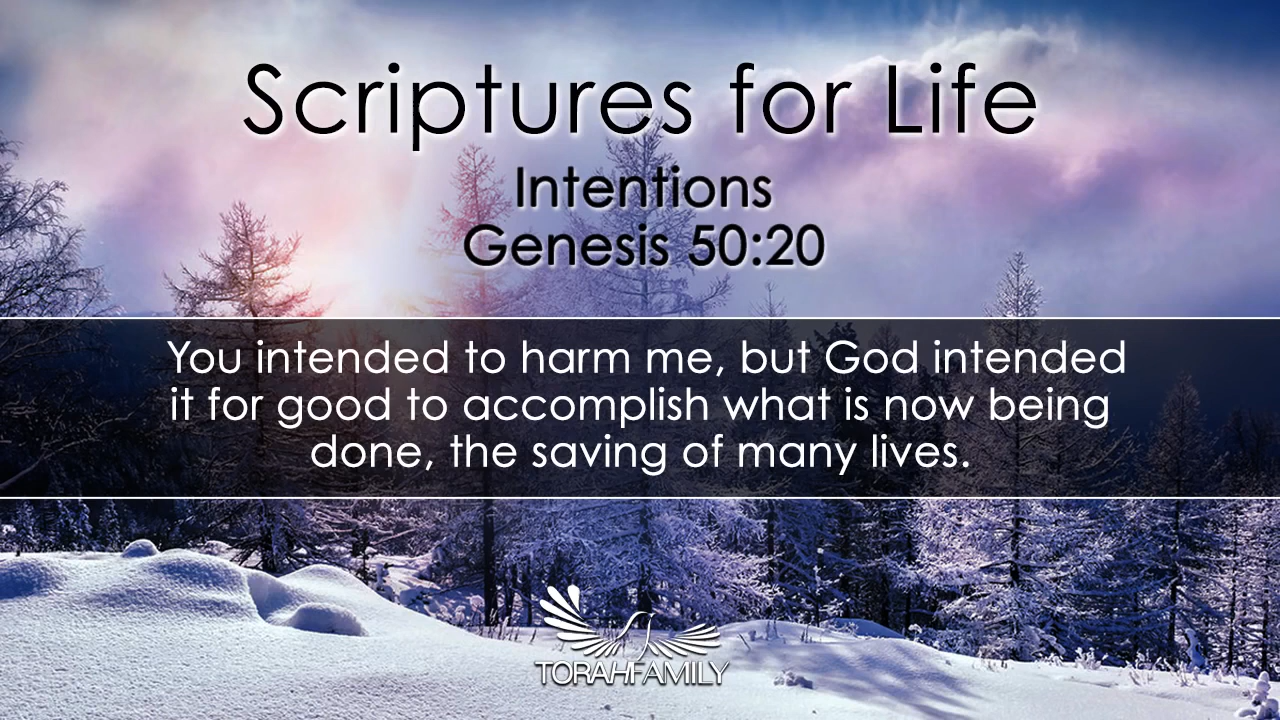 Scriptures for Life
Intentions
Genesis 50:20
You intended to harm me, but God intended
it for good to accomplish what is now being
done, the saving of many lives.
TORAHFAMILY